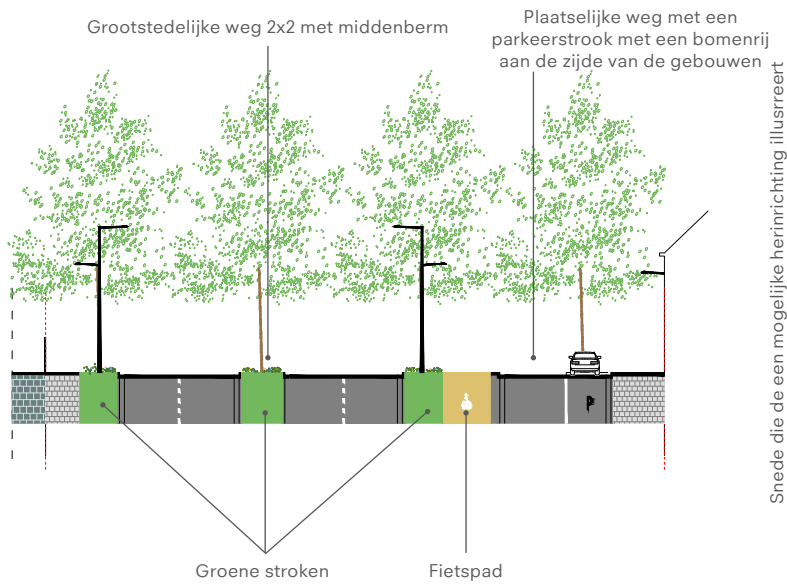 Grootstedelijke weg 2x2 met middenberm
Plaatselijke weg met een
parkeerstrook met een bomenrij
aan de zijde van de gebouwen
Snede die de een mogelijke herinrichting illusrreert
P
Groene stroken
Fietspad